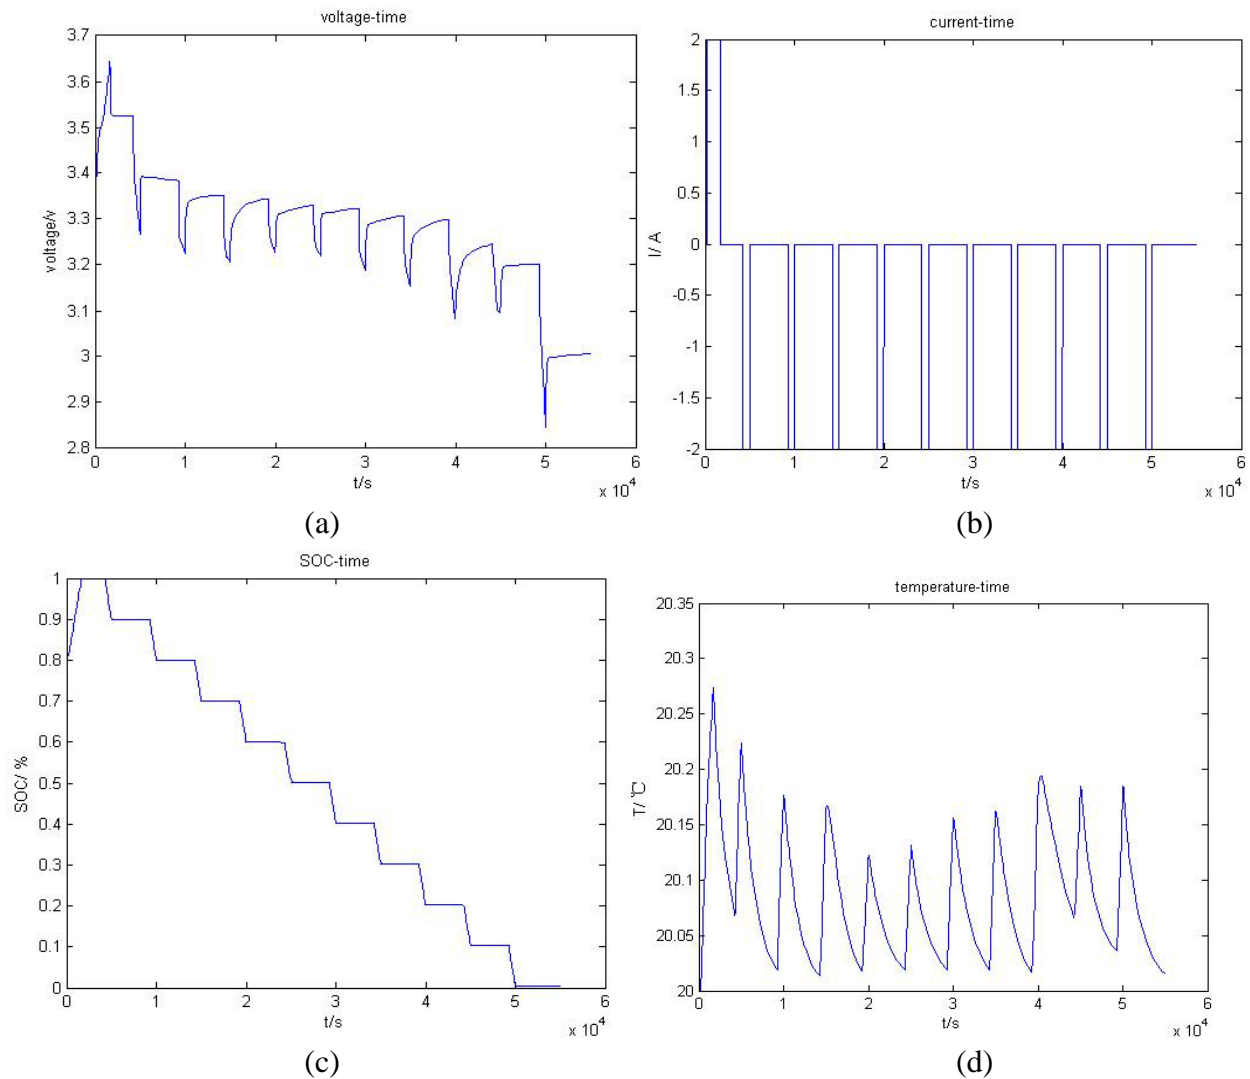 voltage-time
3.7
3.6
3.5
3.4
3.3
3.2
3.1
3
2.9
2.8
voltage/v
0 1 2 3 4 5 6
t/s
x 10^4
(a)
current-time
2
1.5
1
0.5
0
-0.5
-1
-1.5
-2
I/ A
0 1 2 3 4 5 6
t/s
x 10^4
(b)
SOC-time
1
0.9
0.8
0.7
0.6
0.5
0.4
0.3
0.2
0.1
0
SOC/ %
0 1 2 3 4 5 6
t/s
x 10^4
(c)
temperature-time
20.35
20.3
20.25
20.2
20.15
20.1
20.05
20
T/ ℃
0 1 2 3 4 5 6
t/s
x 10^4
(d)